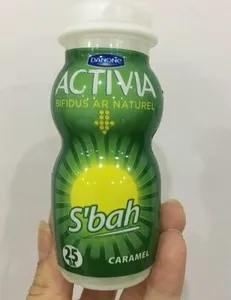 DANONE
ACTIVIA
BIFIDUS AR NATUREL
S'bah
25
CARAMEL